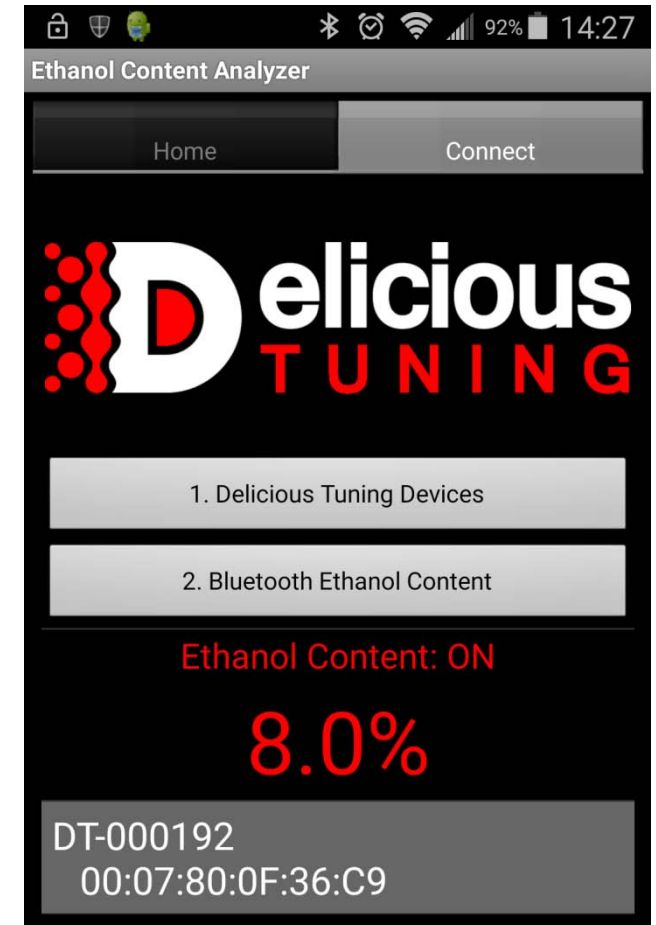 92% 14:27
Ethanol Content Analyzer
Home Connect
Delicious
TUNING
1. Delicious Tuning Devices
2. Bluetooth Ethanol Content
Ethanol Content: ON
8.0%
DT-000192
00:07:80:0F:36:C9